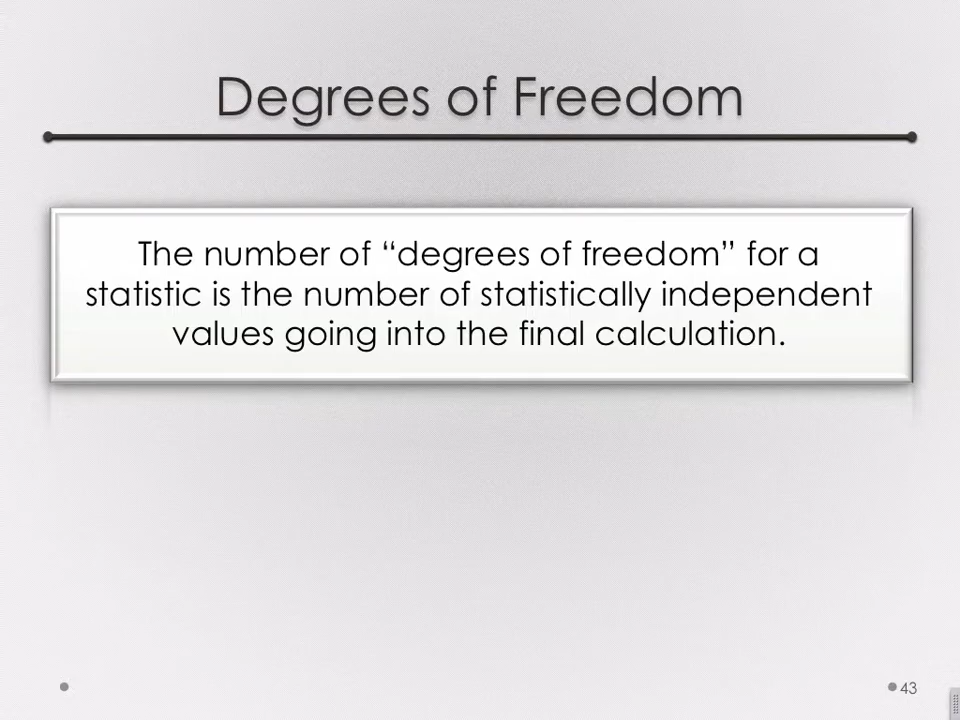 Degrees of Freedom
The number of “degrees of freedom” for a
statistic is the number of statistically independent
values going into the final calculation.
43